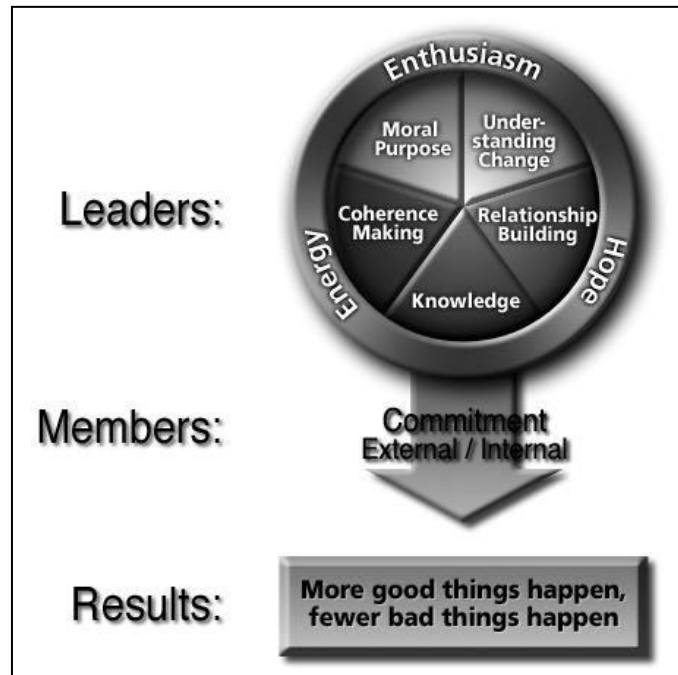 Enthusiasm
Moral
Purpose
Under-
standing
Change
Leaders:
Coherence
Making
Relationship
Building
Energy
Hope
Knowledge
Members:
Commitment
External / Internal
Results:
More good things happen,
fewer bad things happen